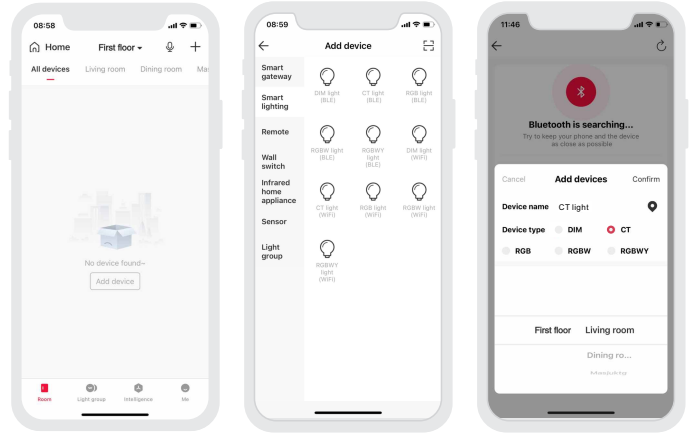 08:58
Home
First floor
All devices Living room Dining room Ma
No device found~
Add device
Room Light group Intelligence Me
08:59
Add device
Smart
gateway
Smart
lighting
Remote
Wall
switch
Infrared
home
appliance
Sensor
Light
group
DIM light
(BLE)
CT light
(BLE)
RGB light
(BLE)
RGBW light
(BLE)
RGBWY
light
(BLE)
DIM light
(WiFi)
CT light
(WiFi)
RGB light
(WiFi)
RGBW light
(WiFi)
RGBWY
light
(WiFi)
11:46
Bluetooth is searching...
Try to keep your phone and the device
as close as possible
Cancel Add devices Confirm
Device name CT light
Device type DIM CT
RGB RGBW RGBWY
First floor Living room
Dining ro...